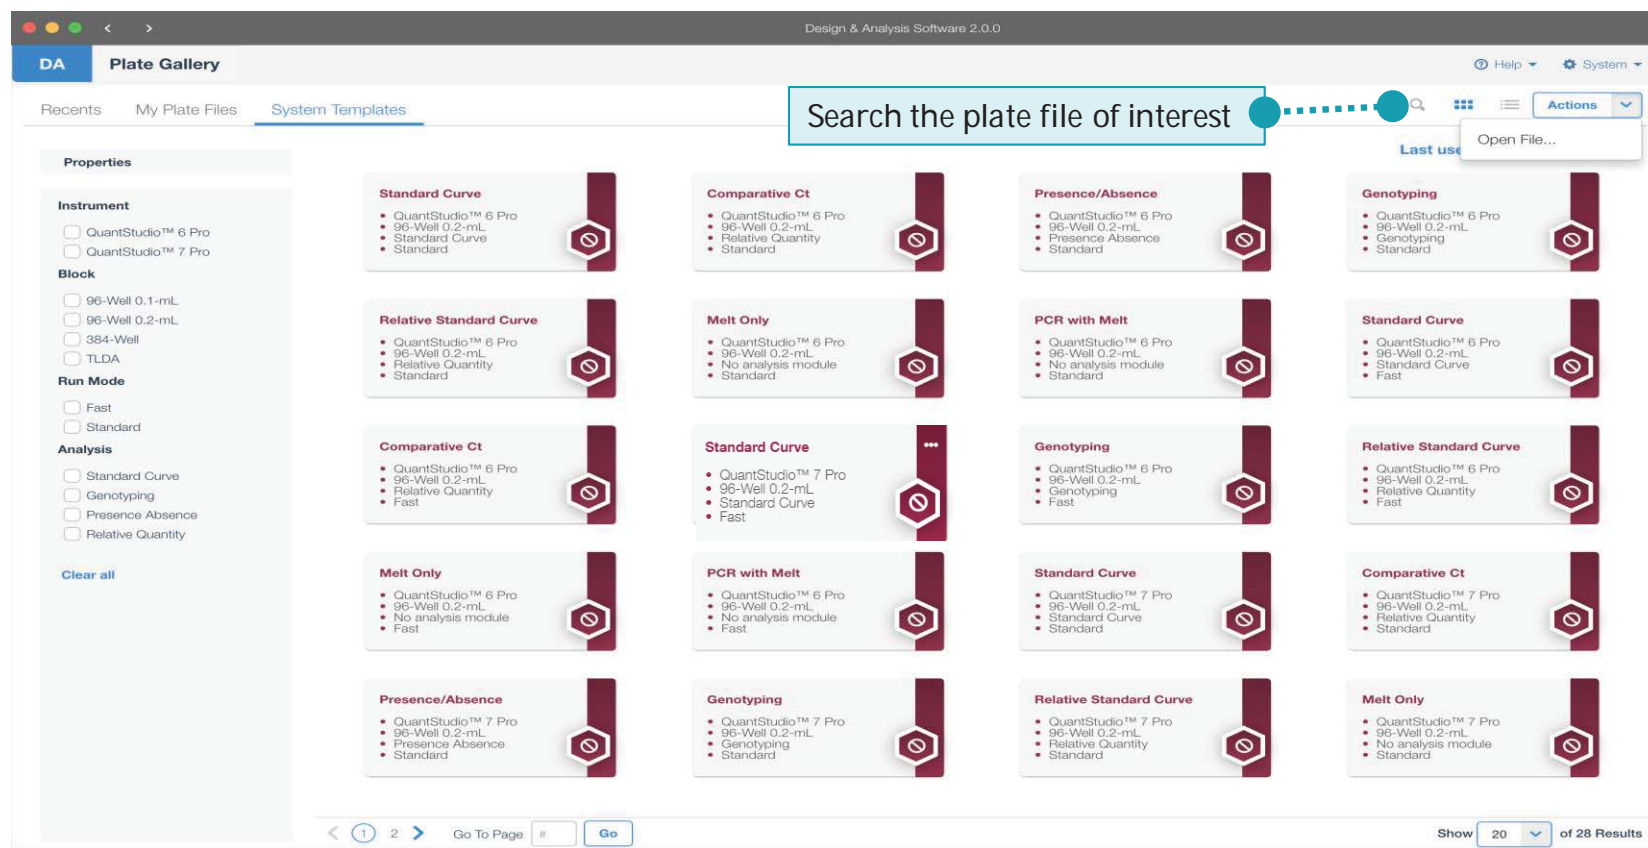 Design & Analysis Software 2.0.0
DA
Plate Gallery
Help
System
Recents
My Plate Files
System Templates
Search the plate file of interest
Actions
Open File...
Last use
Properties
Instrument
QuantStudio™ 6 Pro
QuantStudio™ 7 Pro
Block
96-Well 0.1-mL
96-Well 0.2-mL
384-Well
TLDA
Run Mode
Fast
Standard
Analysis
Standard Curve
Genotyping
Presence Absence
Relative Quantity
Clear all
Standard Curve
• QuantStudio™ 6 Pro
• 96-Well 0.2-mL
• Standard Curve
• Standard
Comparative Ct
• QuantStudio™ 6 Pro
• 96-Well 0.2-mL
• Relative Quantity
• Standard
Presence/Absence
• QuantStudio™ 6 Pro
• 96-Well 0.2-mL
• Presence Absence
• Standard
Genotyping
• QuantStudio™ 6 Pro
• 96-Well 0.2-mL
• Genotyping
• Standard
Relative Standard Curve
• QuantStudio™ 6 Pro
• 96-Well 0.2-mL
• Relative Quantity
• Standard
Melt Only
• QuantStudio™ 6 Pro
• 96-Well 0.2-mL
• No analysis module
• Standard
PCR with Melt
• QuantStudio™ 6 Pro
• 96-Well 0.2-mL
• No analysis module
• Standard
Standard Curve
• QuantStudio™ 6 Pro
• 96-Well 0.2-mL
• Standard Curve
• Fast
Comparative Ct
• QuantStudio™ 6 Pro
• 96-Well 0.2-mL
• Relative Quantity
• Fast
Standard Curve
• QuantStudio™ 7 Pro
• 96-Well 0.2-mL
• Standard Curve
• Fast
Genotyping
• QuantStudio™ 6 Pro
• 96-Well 0.2-mL
• Genotyping
• Fast
Relative Standard Curve
• QuantStudio™ 6 Pro
• 96-Well 0.2-mL
• Relative Quantity
• Fast
Melt Only
• QuantStudio™ 6 Pro
• 96-Well 0.2-mL
• No analysis module
• Fast
PCR with Melt
• QuantStudio™ 6 Pro
• 96-Well 0.2-mL
• No analysis module
• Fast
Standard Curve
• QuantStudio™ 7 Pro
• 96-Well 0.2-mL
• Standard Curve
• Standard
Comparative Ct
• QuantStudio™ 7 Pro
• 96-Well 0.2-mL
• Relative Quantity
• Standard
Presence/Absence
• QuantStudio™ 7 Pro
• 96-Well 0.2-mL
• Presence Absence
• Standard
Genotyping
• QuantStudio™ 7 Pro
• 96-Well 0.2-mL
• Genotyping
• Standard
Relative Standard Curve
• QuantStudio™ 7 Pro
• 96-Well 0.2-mL
• Relative Quantity
• Standard
Melt Only
• QuantStudio™ 7 Pro
• 96-Well 0.2-mL
• No analysis module
• Standard
1 2 Go To Page # Go
Show 20 of 28 Results